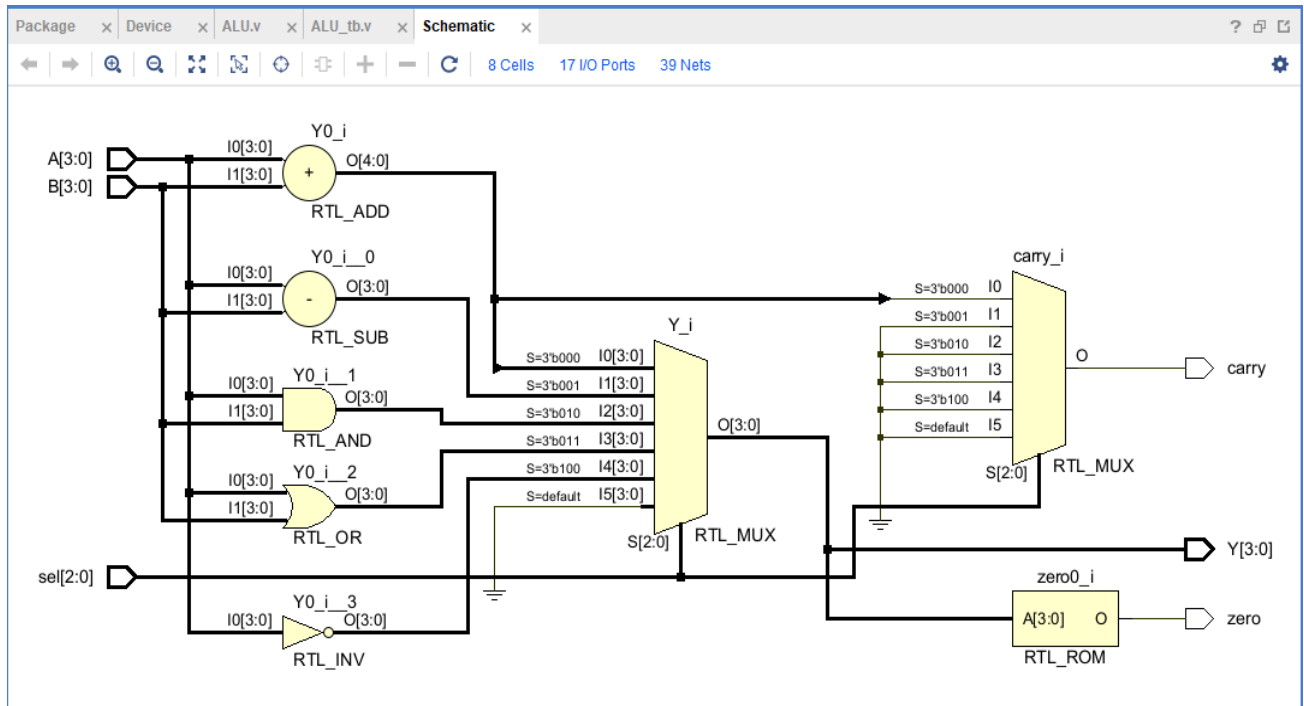 Package × Device × ALU.v × ALU_tb.v × Schematic × ?
8 Cells 17 I/O Ports 39 Nets
Y0_i
A[3:0] I0[3:0] O[4:0]
B[3:0] I1[3:0] +
RTL_ADD
Y0_i__0 carry_i
I0[3:0] O[3:0] S=3'b000 I0
I1[3:0] - S=3'b001 I1
RTL_SUB Y_i S=3'b010 I2
S=3'b000 I0[3:0] O carry
Y0_i__1 S=3'b011 I3
I0[3:0] O[3:0] S=3'b001 I1[3:0] S=3'b100 I4
I1[3:0] S=3'b010 I2[3:0] O[3:0] S=default I5
RTL_AND S=3'b011 I3[3:0] RTL_MUX
Y0_i__2 S=3'b100 I4[3:0] S[2:0]
I0[3:0] O[3:0] S=default I5[3:0]
I1[3:0]
RTL_OR S[2:0] RTL_MUX Y[3:0]
sel[2:0] zero0_i
Y0_i__3
I0[3:0] O[3:0] A[3:0] O zero
RTL_INV RTL_ROM